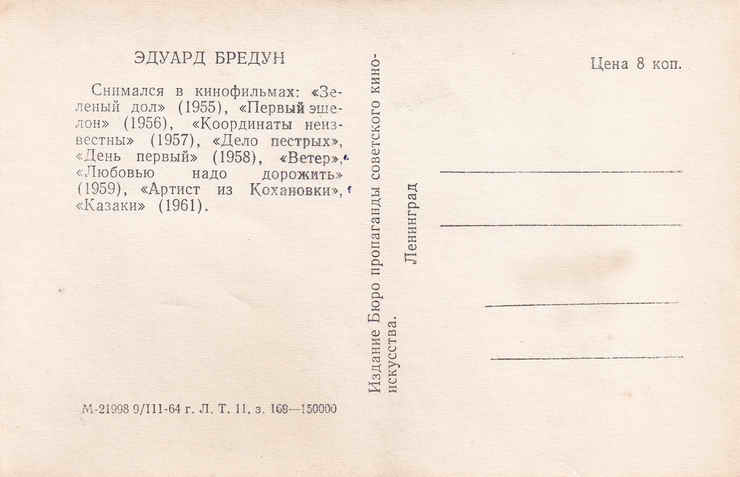 ЭДУАРД БРЕДУН
Снимался в кинофильмах: «Зе-
леный дол» (1955), «Первый эше-
лон» (1956), «Координаты неиз-
вестны» (1957), «Дело пестрых»,
«День первый» (1958), «Ветер»,
«Любовью надо дорожить»
(1959), «Артист из Кохановки»,
«Казаки» (1961).
М-21998 9/III-64 г. Л. Т. 11, з. 169—150000
Издание Бюро пропаганды советского кино-
искусства.
Ленинград
Цена 8 коп.